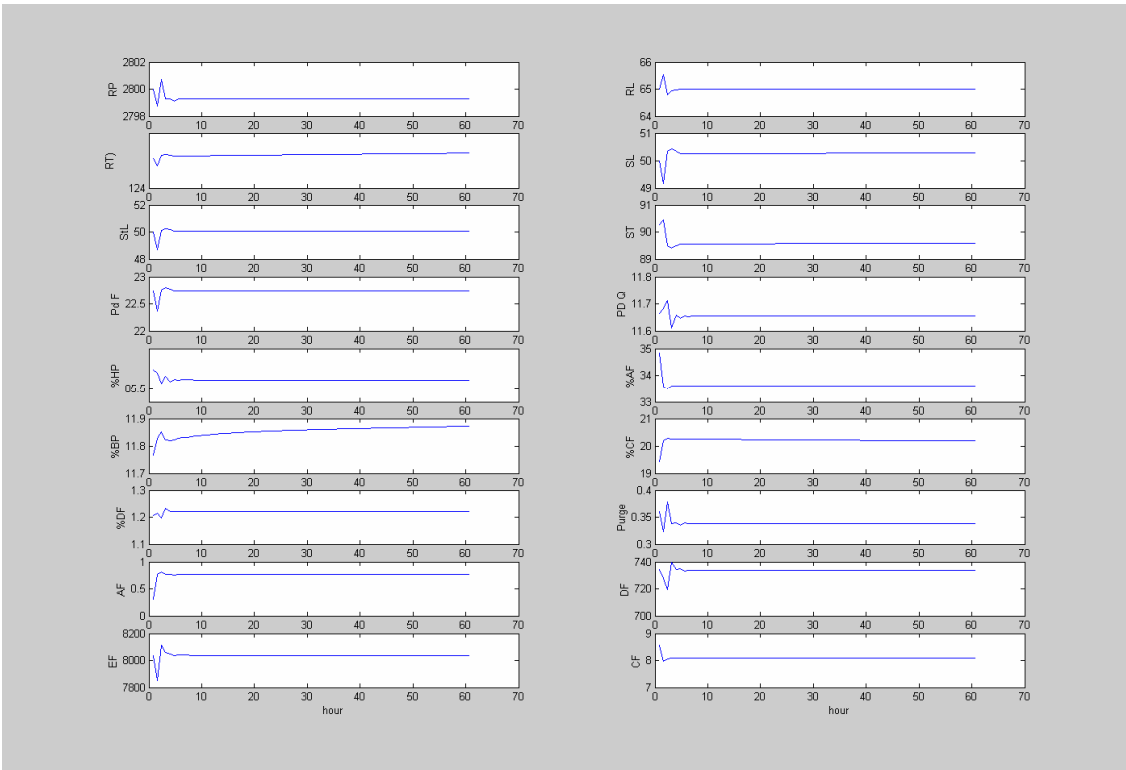 2802
2800
2798
RP
0 10 20 30 40 50 60 70
66
65
64
RL
0 10 20 30 40 50 60 70
124
RT)
0 10 20 30 40 50 60 70
51
50
49
SL
0 10 20 30 40 50 60 70
52
50
48
StL
0 10 20 30 40 50 60 70
91
90
89
ST
0 10 20 30 40 50 60 70
23
22.5
22
Pd F
0 10 20 30 40 50 60 70
11.8
11.7
11.6
PD Q
0 10 20 30 40 50 60 70
05.5
%HP
0 10 20 30 40 50 60 70
35
34
33
%AF
0 10 20 30 40 50 60 70
11.9
11.8
11.7
%BP
0 10 20 30 40 50 60 70
21
20
19
%CF
0 10 20 30 40 50 60 70
1.3
1.2
1.1
%DF
0 10 20 30 40 50 60 70
0.4
0.35
0.3
Purge
0 10 20 30 40 50 60 70
1
0.5
0
AF
0 10 20 30 40 50 60 70
740
720
700
DF
0 10 20 30 40 50 60 70
8200
8000
7800
EF
0 10 20 30 40 50 60 70
hour
9
8
7
CF
0 10 20 30 40 50 60 70
hour